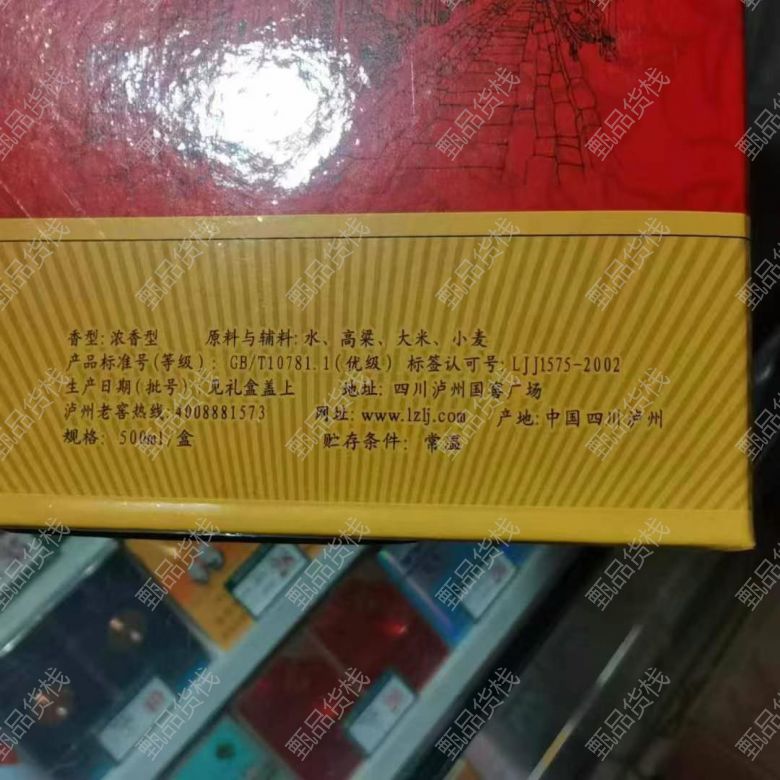 香型: 浓香型 原料与辅料: 水、高粱、大米、小麦
产品标准号(等级): GB/T10781.1(优级) 标签认可号: LJJ1575-2002
生产日期(批号): 见礼盒盖上 地址: 四川泸州国窖广场
泸州老窖热线: 4008881573 网址: www.lzlj.com 产地: 中国四川泸州
规格: 500ml/盒 贮存条件: 常温
甄品货栈